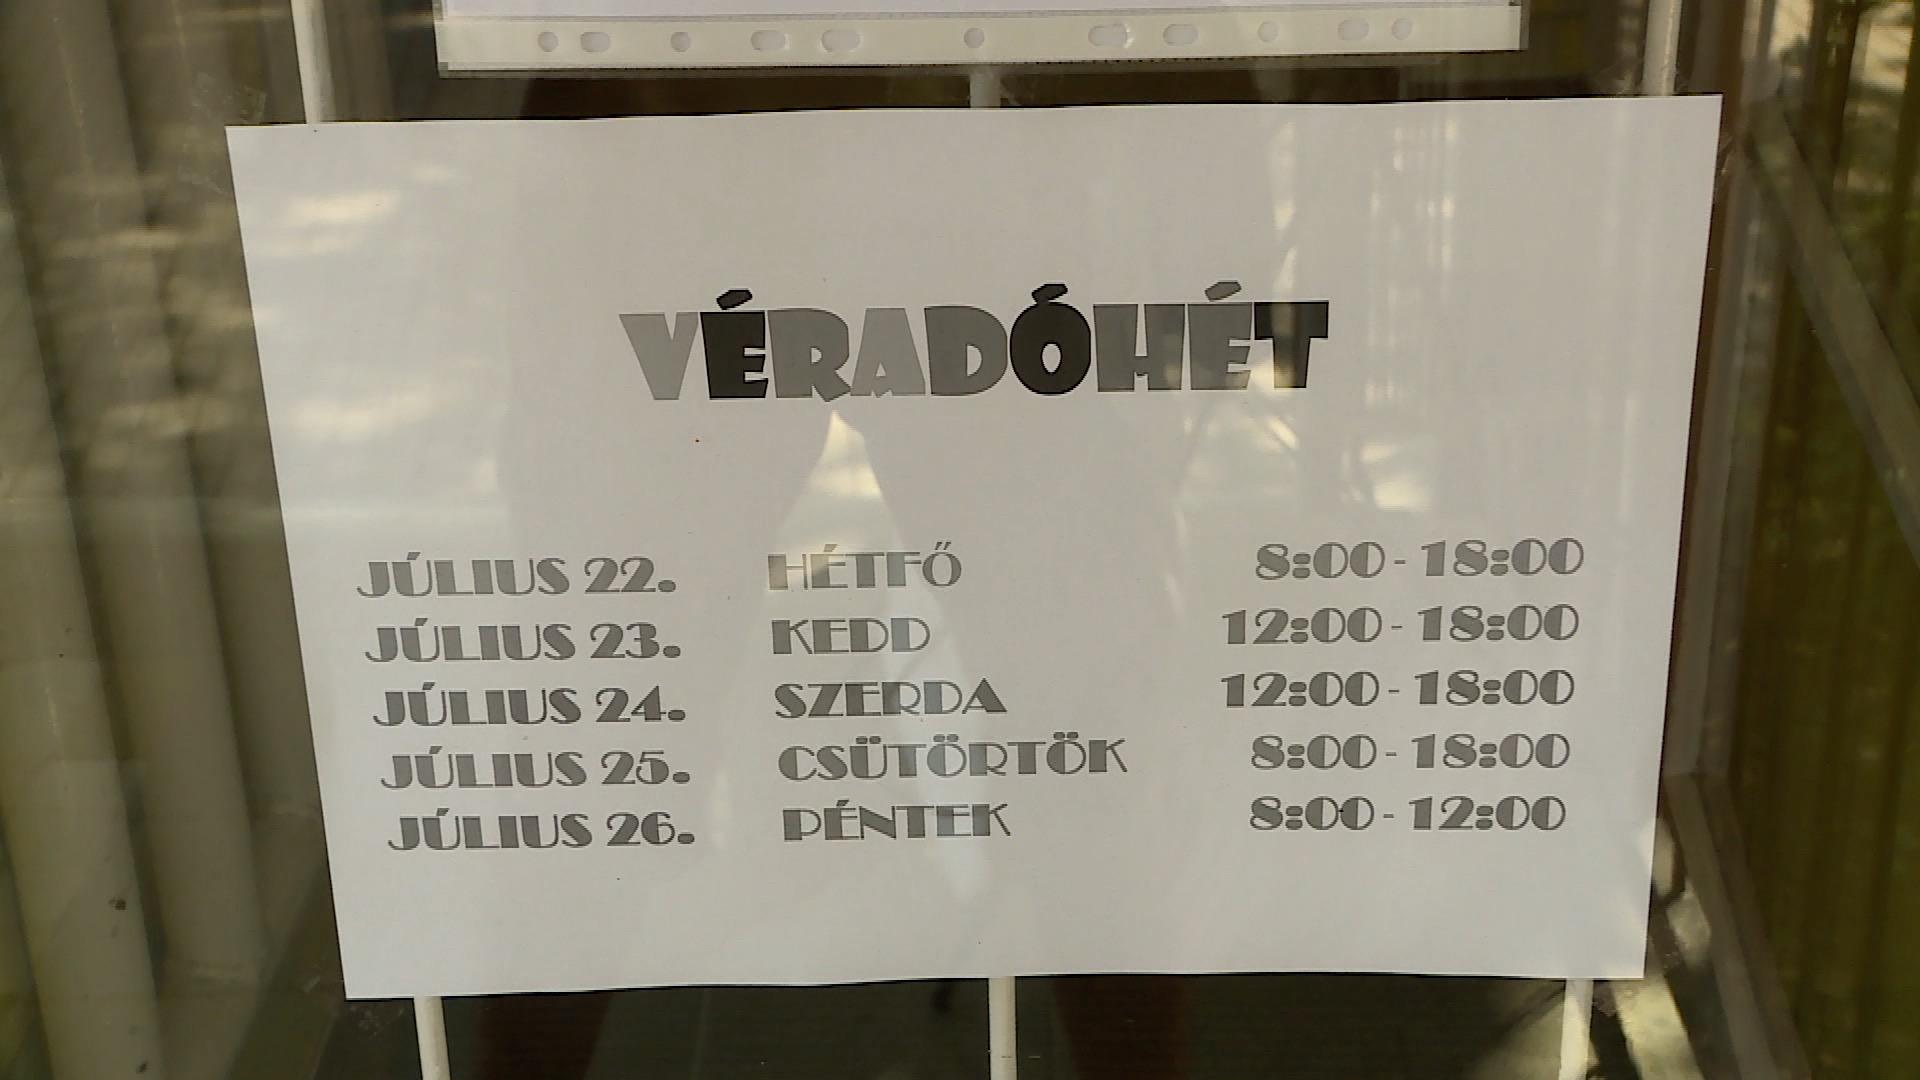 VÉRADÓHÉT
JÚLIUS 22. HÉTFŐ 8:00 - 18:00
JÚLIUS 23. KEDD 12:00 - 18:00
JÚLIUS 24. SZERDA 12:00 - 18:00
JÚLIUS 25. CSÜTÖRTÖK 8:00 - 18:00
JÚLIUS 26. PÉNTEK 8:00 - 12:00